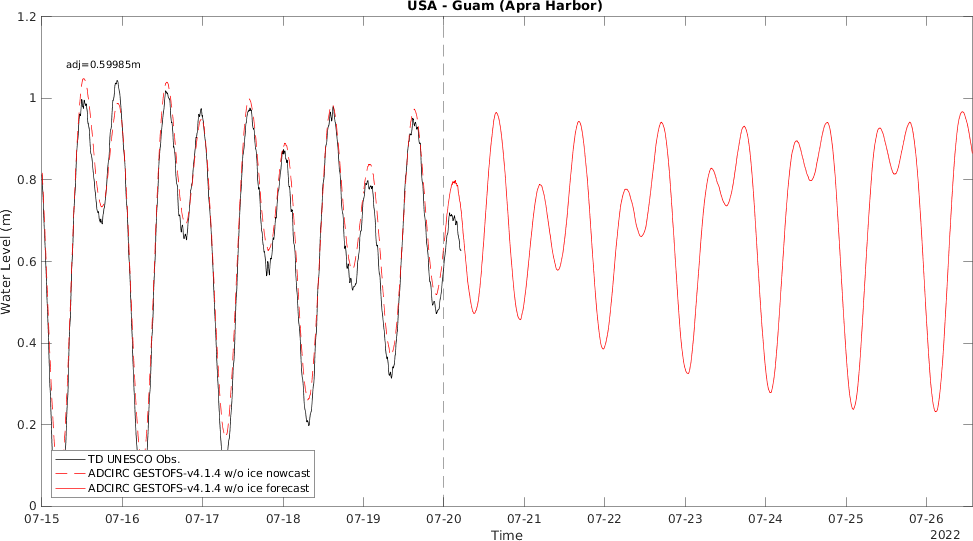 USA - Guam (Apra Harbor)
1.2
adj=0.59985m
1
0.8
0.6
0.4
0.2
0
Water Level (m)
TD UNESCO Obs.
ADCIRC GESTOFS-v4.1.4 w/o ice nowcast
ADCIRC GESTOFS-v4.1.4 w/o ice forecast
07-15 07-16 07-17 07-18 07-19 07-20 07-21 07-22 07-23 07-24 07-25 07-26
Time
2022